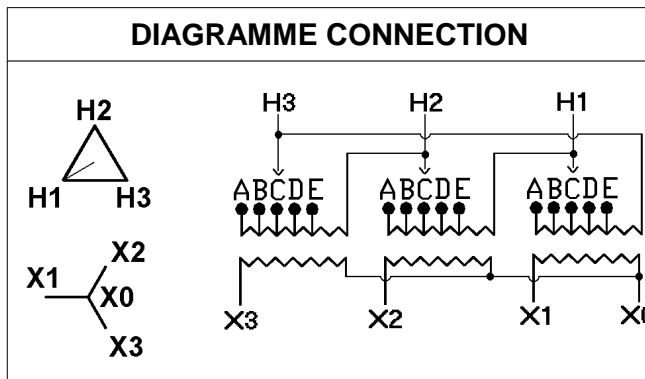 DIAGRAMME CONNECTION
H2
H1 H3
X2
X1 X0
X3
H3 H2 H1
ABCDE ABCDE ABCDE
X3 X2 X1